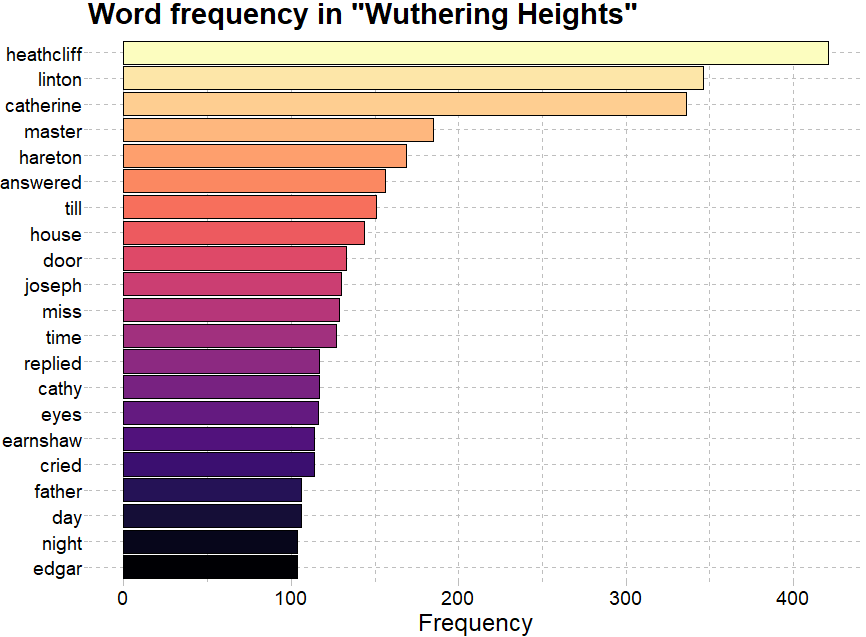 Word frequency in "Wuthering Heights"
heathcliff
linton
catherine
master
hareton
answered
till
house
door
joseph
miss
time
replied
cathy
eyes
earnshaw
cried
father
day
night
edgar
0 100 200 300 400
Frequency